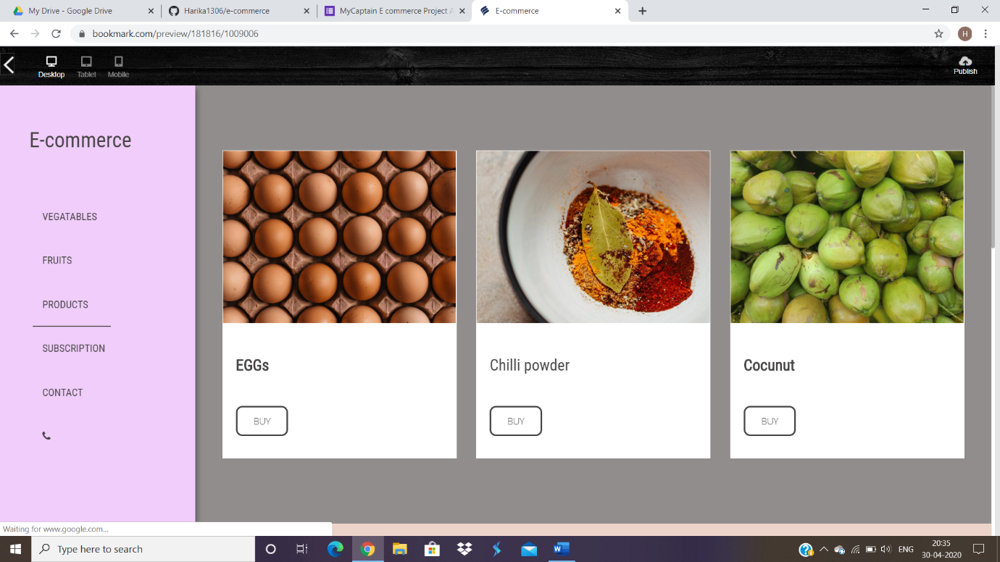 My Drive - Google Drive
Harika1306/e-commerce
MyCaptain E commerce Project A
E-commerce
bookmark.com/preview/181816/1009006
H
Desktop
Tablet
Mobile
Publish
E-commerce
VEGATABLES
FRUITS
PRODUCTS
SUBSCRIPTION
CONTACT
EGGs
Chilli powder
Cocunut
BUY
BUY
BUY
Waiting for www.google.com...
Type here to search
ENG
20:35
30-04-2020